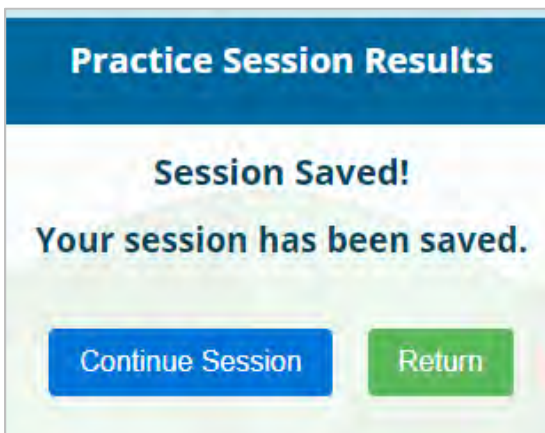 Practice Session Results
Session Saved!
Your session has been saved.
Continue Session Return